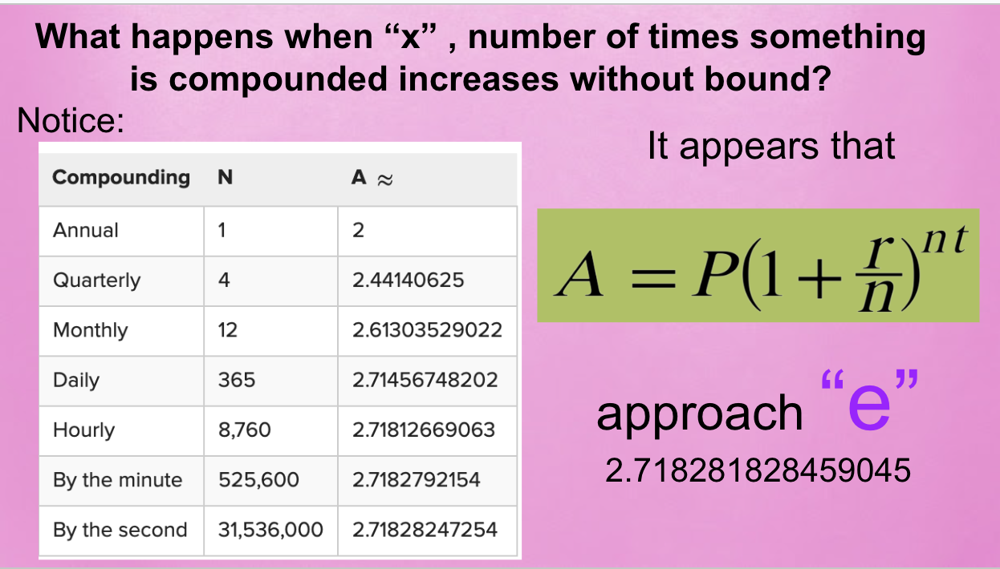 What happens when “x” , number of times something
is compounded increases without bound?
Notice:
Compounding N A ≈
Annual 1 2
Quarterly 4 2.44140625
Monthly 12 2.61303529022
Daily 365 2.71456748202
Hourly 8,760 2.71812669063
By the minute 525,600 2.7182792154
By the second 31,536,000 2.71828247254
It appears that
A = P(1 + r/n)^nt
approach “e”
2.718281828459045